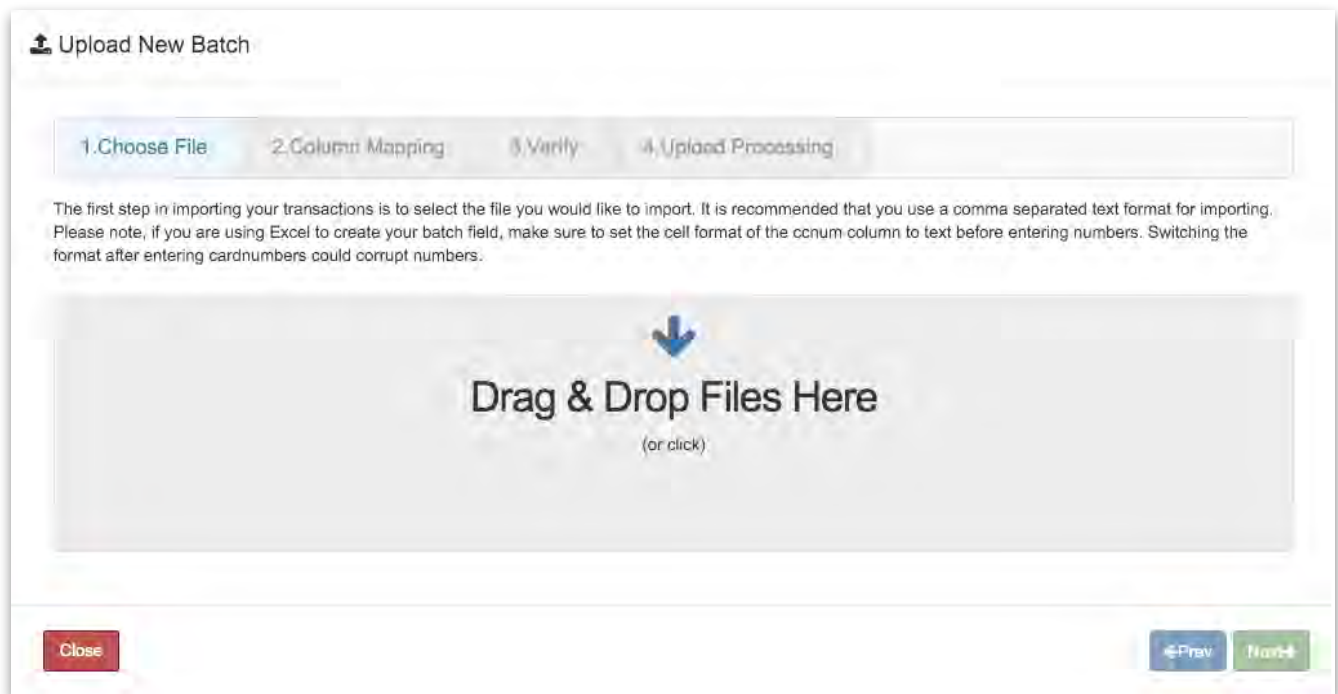 Upload New Batch
1.Choose File 2.Column Mapping 3.Verify 4.Upload Processing
The first step in importing your transactions is to select the file you would like to import. It is recommended that you use a comma separated text format for importing.
Please note, if you are using Excel to create your batch field, make sure to set the cell format of the ccnum column to text before entering numbers. Switching the
format after entering cardnumbers could corrupt numbers.
Drag & Drop Files Here
(or click)
Close Prev Next